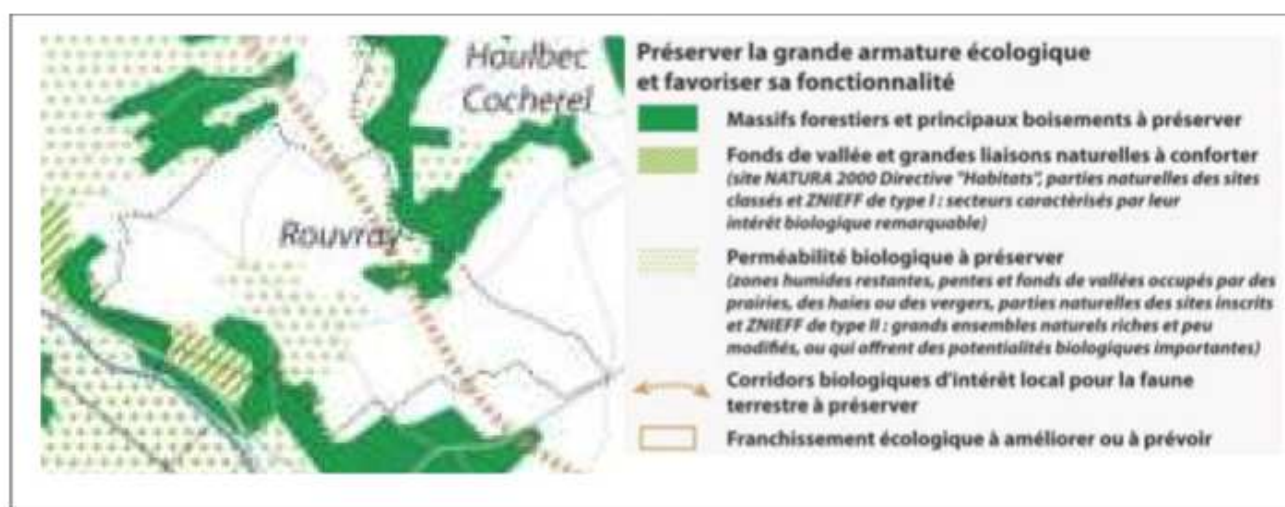 Haulbec
Cocherel
Rouvray
Préserver la grande armature écologique
et favoriser sa fonctionnalité
Massifs forestiers et principaux boisements à préserver
Fonds de vallée et grandes liaisons naturelles à conforter
(site NATURA 2000 Directive "Habitats", parties naturelles des sites
classés et ZNIEFF de type I : secteurs caractèrisés par leur
intérêt biologique remarquable)
Perméabilité biologique à préserver
(zones humides restantes, pentes et fonds de vallées occupés par des
prairies, des haies ou des vergers, parties naturelles des sites inscrits
et ZNIEFF de type II : grands ensembles naturels riches et peu
modifiés, ou qui offrent des potentialités biologiques importantes)
Corridors biologiques d'intérêt local pour la faune
terrestre à préserver
Franchissement écologique à améliorer ou à prévoir